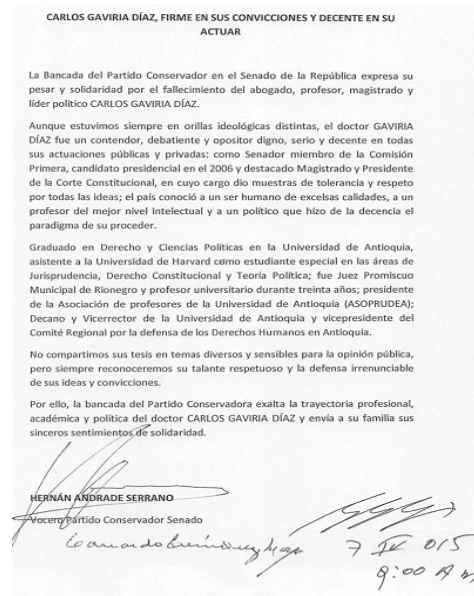 CARLOS GAVIRIA DÍAZ, FIRME EN SUS CONVICCIONES Y DECENTE EN SU
ACTUAR
La Bancada del Partido Conservador en el Senado de la República expresa su
pesar y solidaridad por el fallecimiento del abogado, profesor, magistrado y
líder político CARLOS GAVIRIA DÍAZ.
Aunque estuvimos siempre en orillas ideológicas distintas, el doctor GAVIRIA
DÍAZ fue un contendor, debatiente y opositor digno, serio y decente en todas
sus actuaciones públicas y privadas: como Senador miembro de la Comisión
Primera, candidato presidencial en el 2006 y destacado Magistrado y Presidente
de la Corte Constitucional, en cuyo cargo dio muestras de tolerancia y respeto
por todas las ideas; el país conoció a un ser humano de excelsas calidades, a un
profesor del mejor nivel intelectual y a un político que hizo de la decencia el
paradigma de su proceder.
Graduado en Derecho y Ciencias Políticas en la Universidad de Antioquia,
asistente a la Universidad de Harvard como estudiante especial en las áreas de
Jurisprudencia, Derecho Constitucional y Teoría Política; fue Juez Promiscuo
Municipal de Rionegro y profesor universitario durante treinta años; presidente
de la Asociación de profesores de la Universidad de Antioquia (ASOPRUDEA);
Decano y Vicerrector de la Universidad de Antioquia y vicepresidente del
Comité Regional por la defensa de los Derechos Humanos en Antioquia.
No compartimos sus tesis en temas diversos y sensibles para la opinión pública,
pero siempre reconoceremos su talante respetuoso y la defensa irrenunciable
de sus ideas y convicciones.
Por ello, la bancada del Partido Conservadora exalta la trayectoria profesional,
académica y política del doctor CARLOS GAVIRIA DÍAZ y envía a su familia sus
sinceros sentimientos de solidaridad.
HERNÁN ANDRADE SERRANO
Vocero Partido Conservador Senado
7 IV 015
9:00 A m